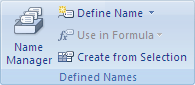 Name
Manager
Define Name
Use in Formula
Create from Selection
Defined Names